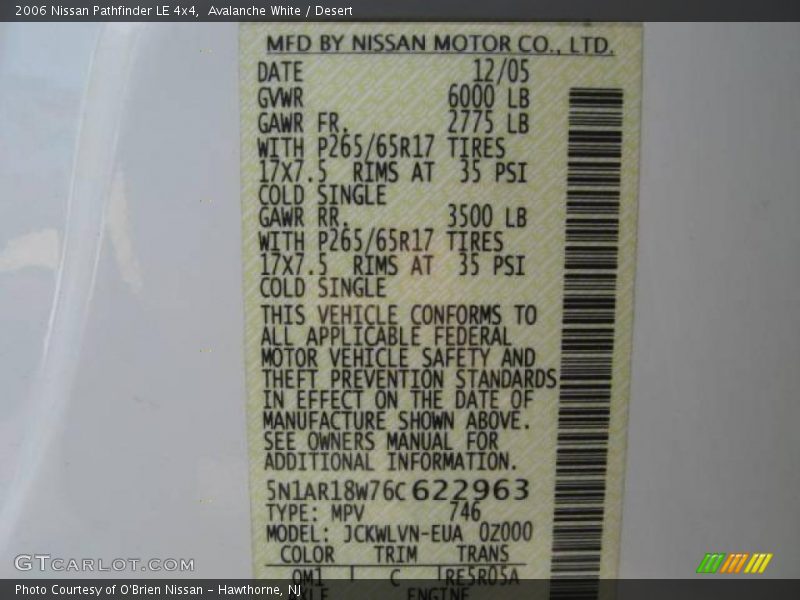 2006 Nissan Pathfinder LE 4x4,  Avalanche White / Desert
MFD BY NISSAN MOTOR CO., LTD.
DATE 12/05
GVWR 6000 LB
GAWR FR. 2775 LB
WITH P265/65R17 TIRES
17X7.5 RIMS AT 35 PSI
COLD SINGLE
GAWR RR. 3500 LB
WITH P265/65R17 TIRES
17X7.5 RIMS AT 35 PSI
COLD SINGLE
THIS VEHICLE CONFORMS TO
ALL APPLICABLE FEDERAL
MOTOR VEHICLE SAFETY AND
THEFT PREVENTION STANDARDS
IN EFFECT ON THE DATE OF
MANUFACTURE SHOWN ABOVE.
SEE OWNERS MANUAL FOR
ADDITIONAL INFORMATION.
5N1AR18W76C622963
TYPE: MPV 746
MODEL: JCKWLVN-EUA 0Z000
COLOR TRIM TRANS
QM1 C RE5R05A
ENGINE
GTCarLot.com
Photo Courtesy of O'Brien Nissan - Hawthorne, NJ